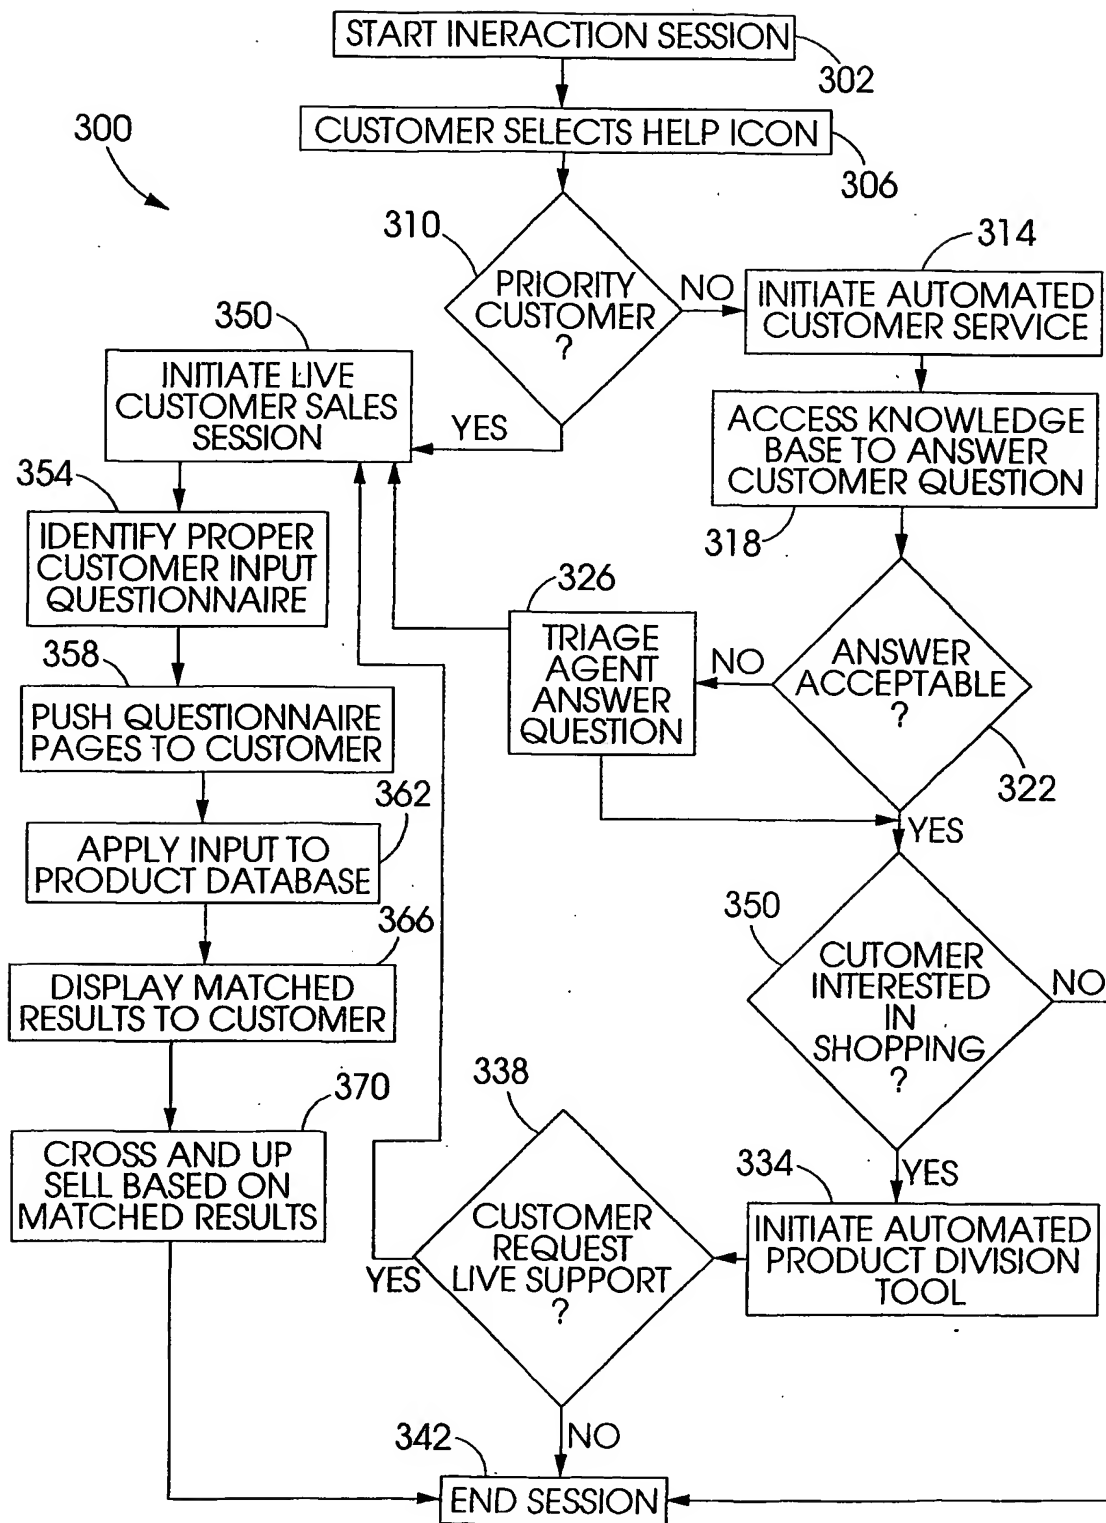 START INERACTION SESSION
302
300
CUSTOMER SELECTS HELP ICON
306
310
PRIORITY
CUSTOMER
?
NO
314
INITIATE AUTOMATED
CUSTOMER SERVICE
350
INITIATE LIVE
CUSTOMER SALES
SESSION
YES
ACCESS KNOWLEDGE
BASE TO ANSWER
CUSTOMER QUESTION
318
354
IDENTIFY PROPER
CUSTOMER INPUT
QUESTIONNAIRE
326
TRIAGE
AGENT
ANSWER
QUESTION
NO
ANSWER
ACCEPTABLE
?
322
YES
358
PUSH QUESTIONNAIRE
PAGES TO CUSTOMER
362
APPLY INPUT TO
PRODUCT DATABASE
366
DISPLAY MATCHED
RESULTS TO CUSTOMER
350
CUTOMER
INTERESTED
IN
SHOPPING
?
NO
YES
370
CROSS AND UP
SELL BASED ON
MATCHED RESULTS
338
CUSTOMER
REQUEST
LIVE SUPPORT
?
YES
334
INITIATE AUTOMATED
PRODUCT DIVISION
TOOL
NO
342
END SESSION